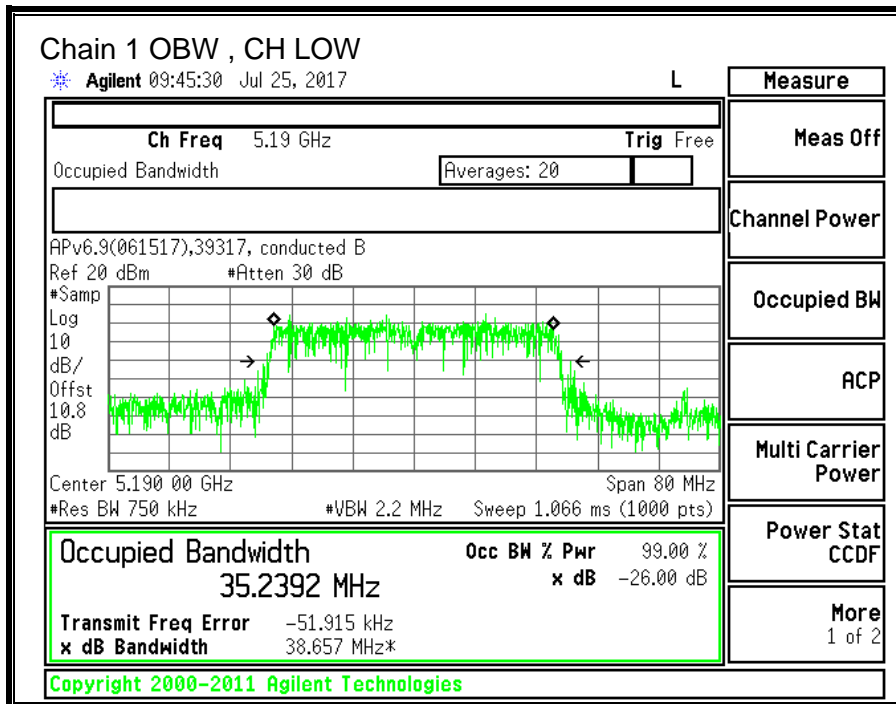 Chain 1 OBW , CH LOW
Agilent 09:45:30 Jul 25, 2017 L
Ch Freq 5.19 GHz Trig Free
Occupied Bandwidth Averages: 20
APv6.9(061517),39317, conducted B
Ref 20 dBm #Atten 30 dB
#Samp
Log
10
dB/
Offst
10.8
dB
Center 5.190 00 GHz Span 80 MHz
#Res BW 750 kHz #VBW 2.2 MHz Sweep 1.066 ms (1000 pts)
Occupied Bandwidth Occ BW % Pwr 99.00 %
35.2392 MHz x dB -26.00 dB
Transmit Freq Error -51.915 kHz
x dB Bandwidth 38.657 MHz*
Copyright 2000-2011 Agilent Technologies
Measure
Meas Off
Channel Power
Occupied BW
ACP
Multi Carrier
Power
Power Stat
CCDF
More
1 of 2